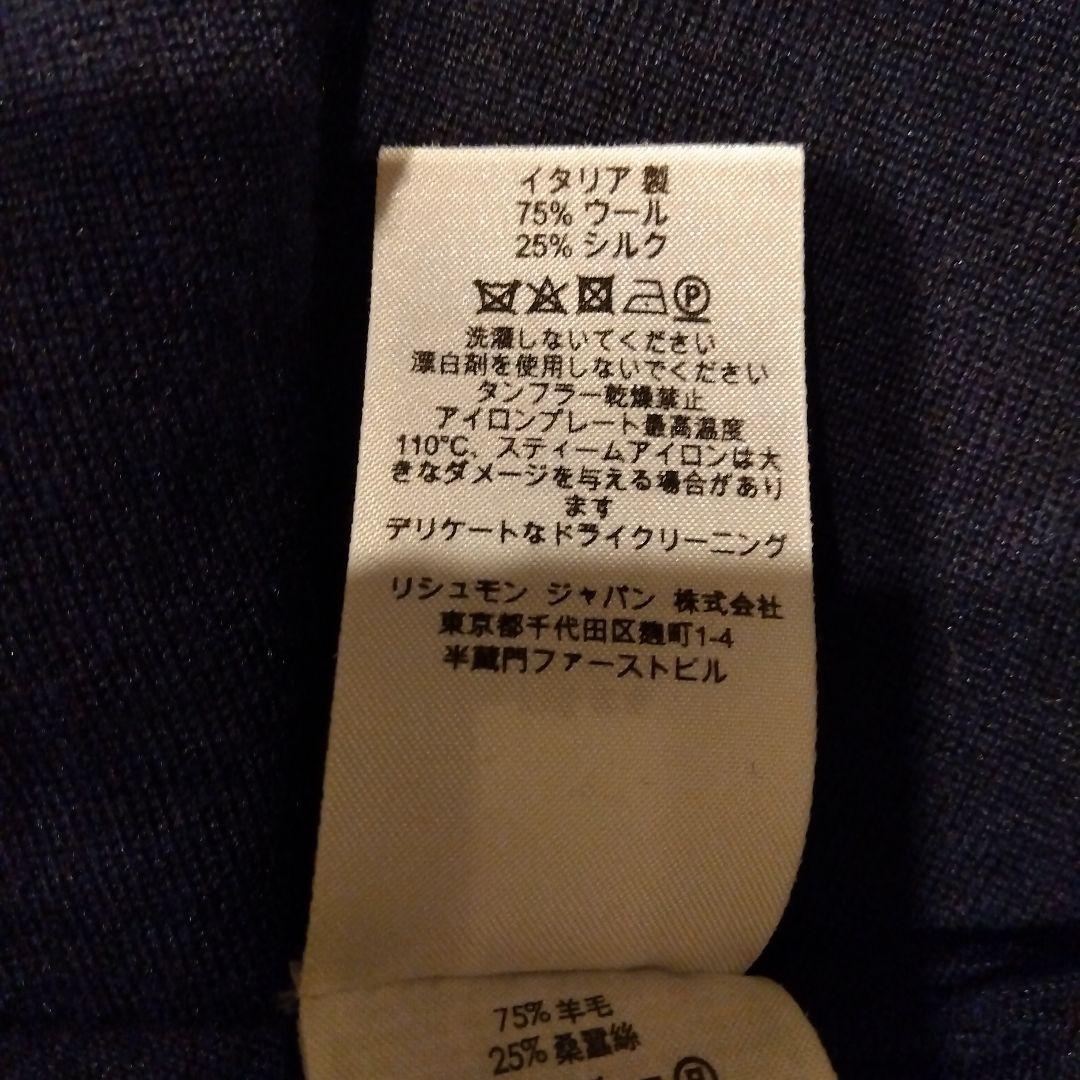 イタリア 製
75% ウール
25% シルク
P
洗濯しないてください
漂白剤を使用しないでください
タンフラー乾燥禁止
アイロンプレート最高温度
110°C、スティームアイロンは大
きなダメージを与える場合があり
ます
デリケートなドライクリーニング
リシュモン ジャパン 株式会社
東京都千代田区麹町1-4
半蔵門ファーストビル
75% 羊毛
25% 桑蠶絲
P